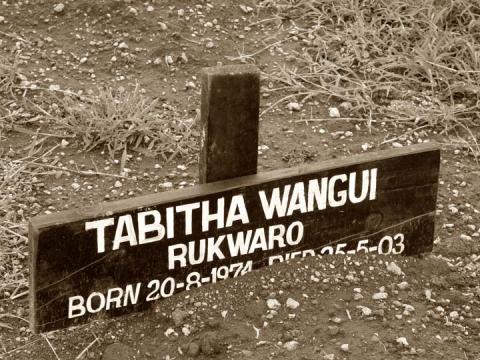 TABITHA WANGUI
RUKWARO
BORN 20-8-1974 DIED 25-5-03